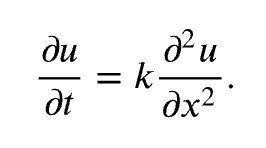 ∂u/∂t = k ∂²u/∂x².